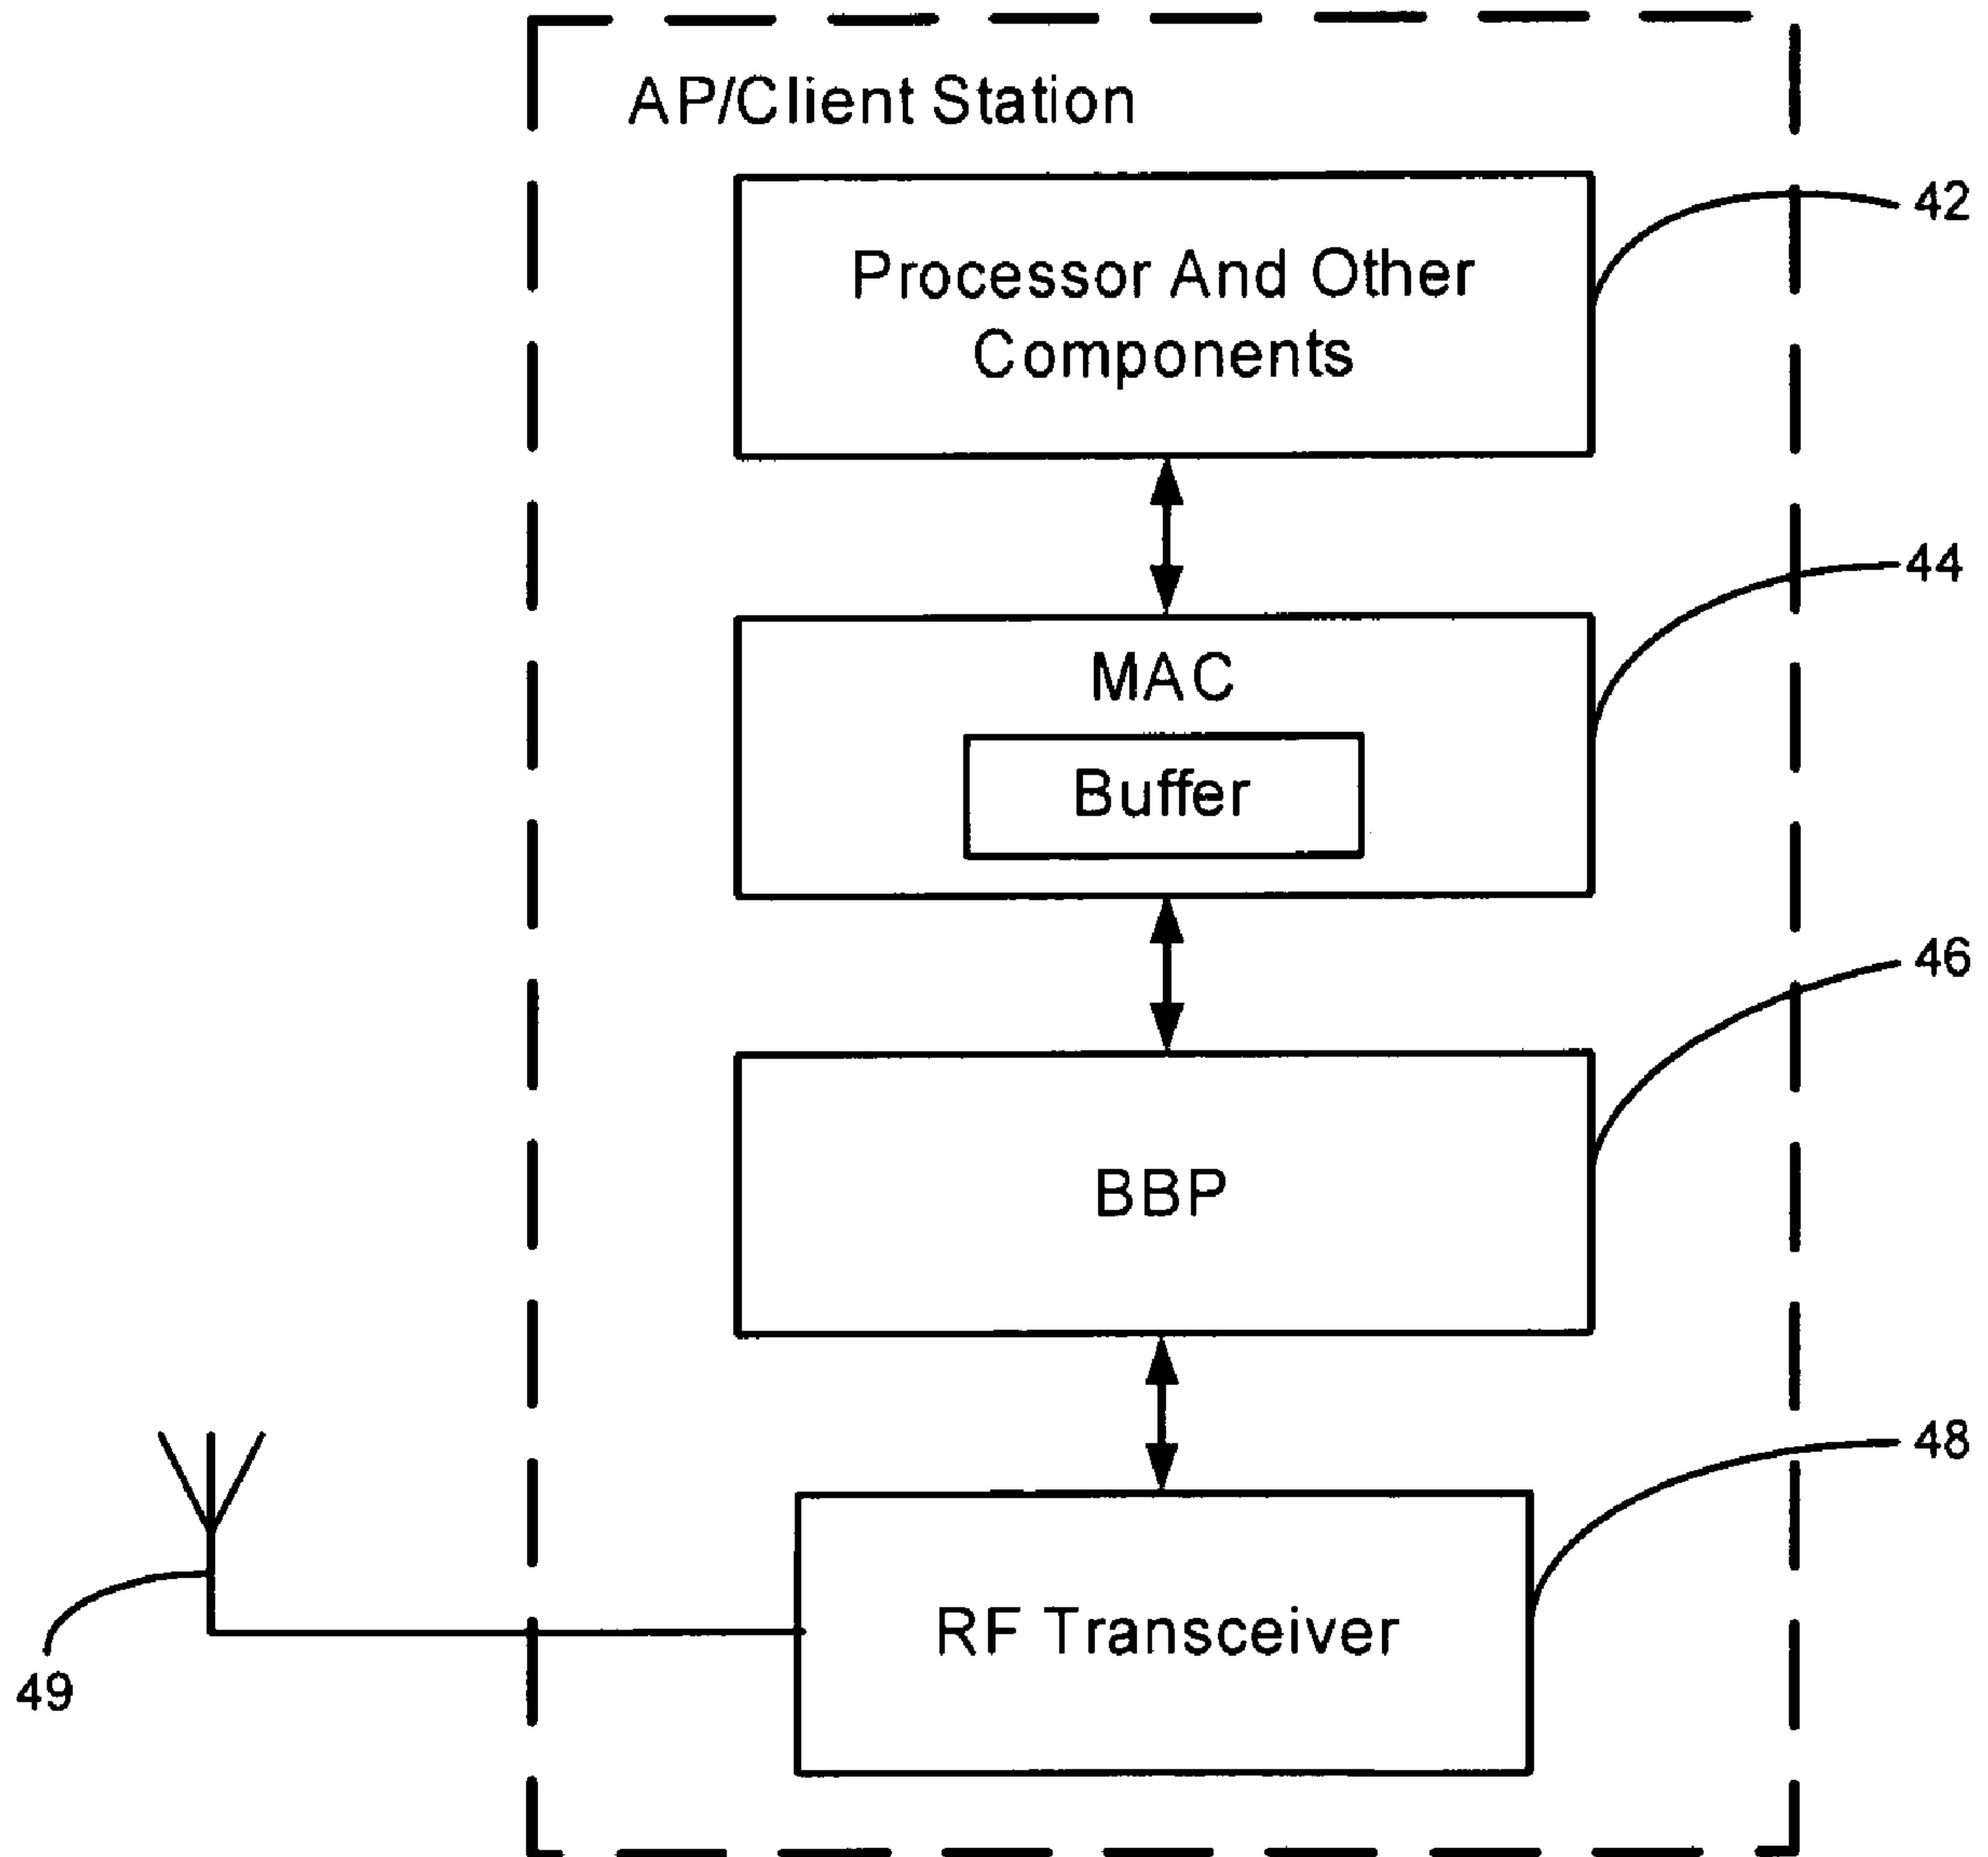 AP/Client Station
42
Processor And Other
Components
44
MAC
Buffer
46
BBP
48
RF Transceiver
49